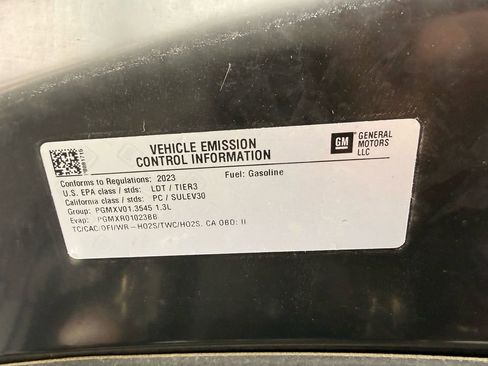 VEHICLE EMISSION
CONTROL INFORMATION
GM GENERAL
MOTORS
LLC
Conforms to Regulations: 2023 Fuel: Gasoline
U.S. EPA class / stds: LDT / TIER3
California class / stds: PC / SULEV30
Group: PGMXV01.3545 1.3L
Evap: PGMXR0102388
TC/CAC/DFI/WR-HO2S/TWC/HO2S. CA OBD: II